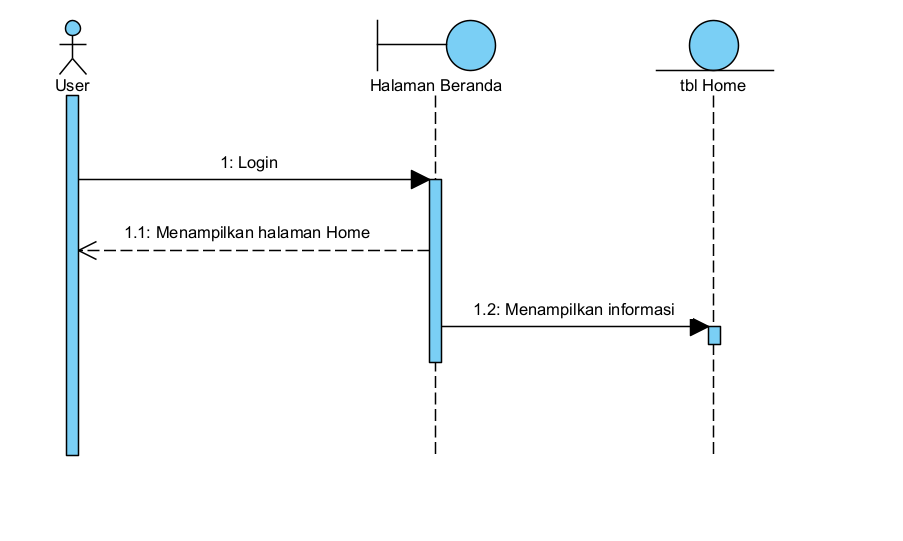 User
Halaman Beranda
tbl Home
1: Login
1.1: Menampilkan halaman Home
1.2: Menampilkan informasi